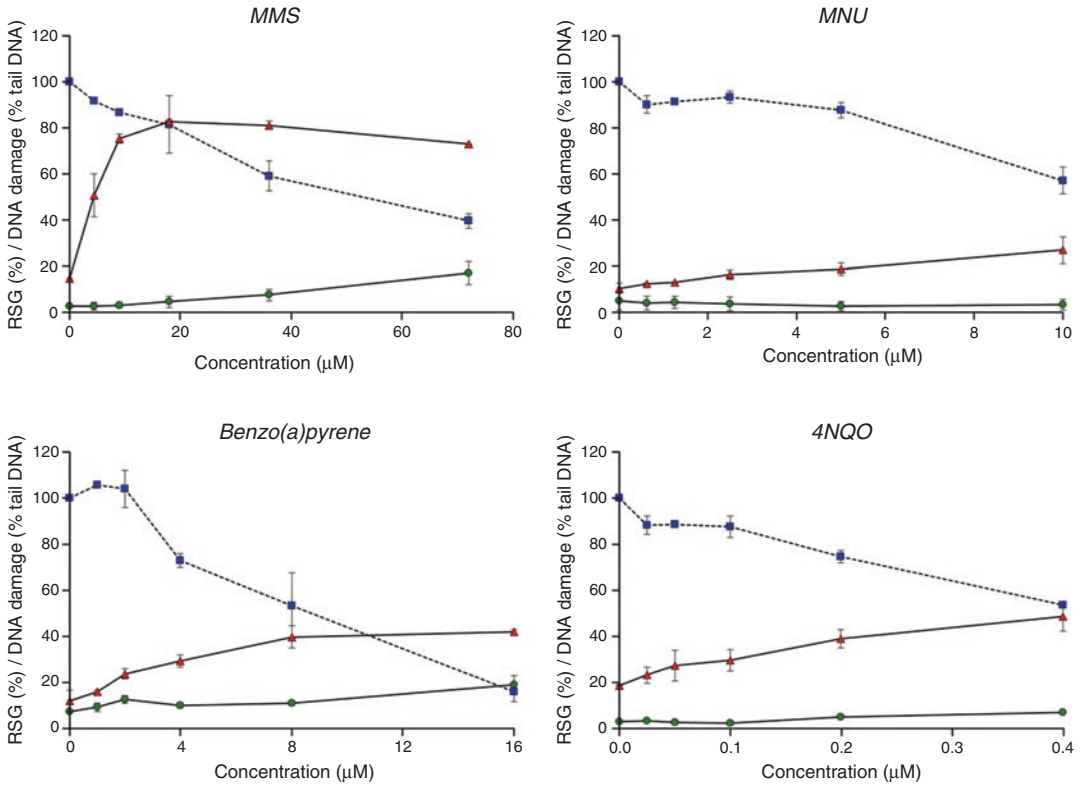 MMS
RSG (%) / DNA damage (% tail DNA)
120
100
80
60
40
20
0
0 20 40 60 80
Concentration (μM)
MNU
RSG (%) / DNA damage (% tail DNA)
120
100
80
60
40
20
0
0 2 4 6 8 10
Concentration (μM)
Benzo(a)pyrene
RSG (%) / DNA damage (% tail DNA)
120
100
80
60
40
20
0
0 4 8 12 16
Concentration (μM)
4NQO
RSG (%) / DNA damage (% tail DNA)
120
100
80
60
40
20
0
0.0 0.1 0.2 0.3 0.4
Concentration (μM)